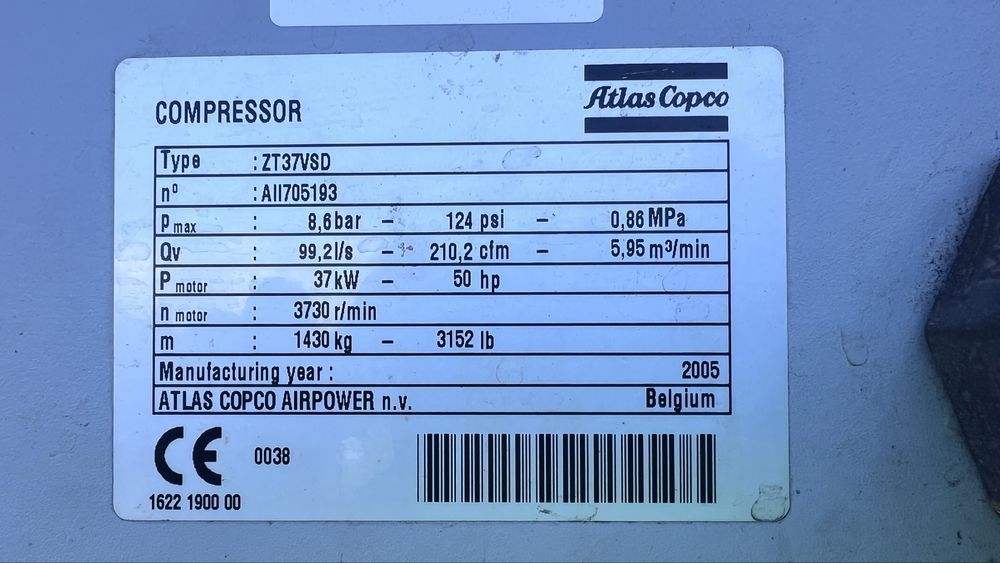 COMPRESSOR
Atlas Copco
Type : ZT37VSD
nº : AII705193
p max : 8,6 bar – 124 psi – 0,86 MPa
Qv : 99,2 l/s – 210,2 cfm – 5,95 m³/min
P motor : 37 kW – 50 hp
n motor : 3730 r/min
m : 1430 kg – 3152 lb
Manufacturing year : 2005
ATLAS COPCO AIRPOWER n.v. Belgium
CE 0038
1622 1900 00